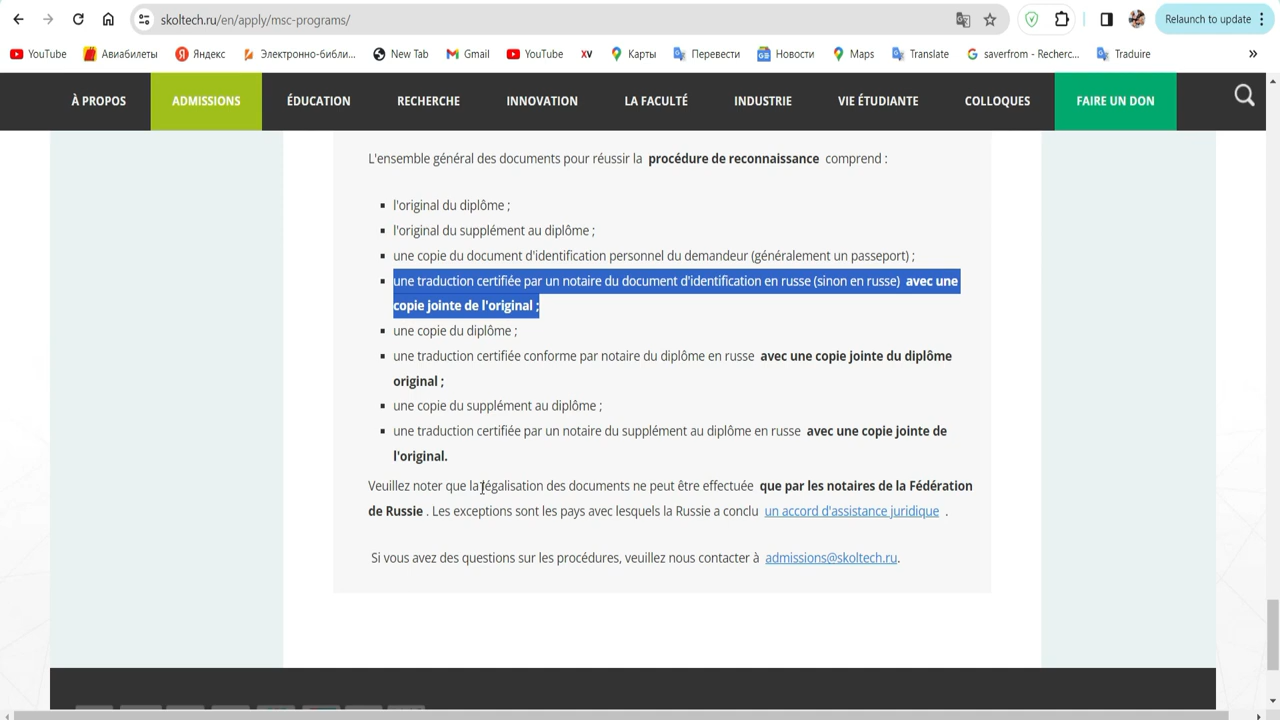 skoltech.ru/en/apply/msc-programs/
Relaunch to update
YouTube Авиабилеты Яндекс Электронно-библи... New Tab Gmail YouTube XV Карты Перевести Новости Maps Translate saverfrom - Recherc... Traduire »
À PROPOS ADMISSIONS ÉDUCATION RECHERCHE INNOVATION LA FACULTÉ INDUSTRIE VIE ÉTUDIANTE COLLOQUES FAIRE UN DON
L'ensemble général des documents pour réussir la procédure de reconnaissance comprend :
l'original du diplôme ;
l'original du supplément au diplôme ;
une copie du document d'identification personnel du demandeur (généralement un passeport) ;
une traduction certifiée par un notaire du document d'identification en russe (sinon en russe) avec une
copie jointe de l'original ;
une copie du diplôme ;
une traduction certifiée conforme par notaire du diplôme en russe avec une copie jointe du diplôme
original ;
une copie du supplément au diplôme ;
une traduction certifiée par un notaire du supplément au diplôme en russe avec une copie jointe de
l'original.
Veuillez noter que la légalisation des documents ne peut être effectuée que par les notaires de la Fédération
de Russie . Les exceptions sont les pays avec lesquels la Russie a conclu un accord d'assistance juridique .
Si vous avez des questions sur les procédures, veuillez nous contacter à admissions@skoltech.ru.